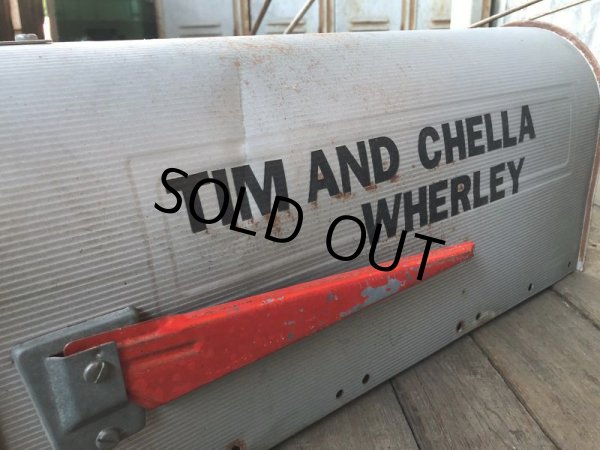 TIM AND CHELLA
WHERLEY
SOLD OUT